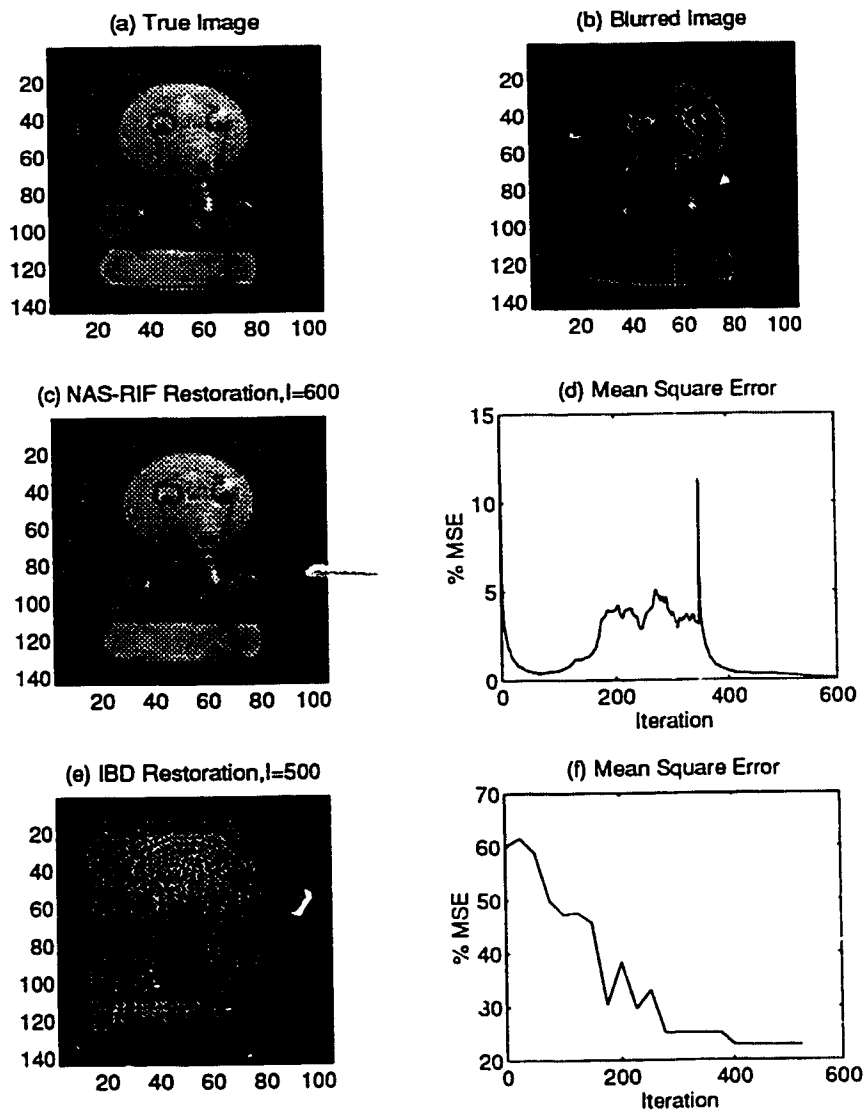 (a) True Image
20
40
60
80
100
120
140
20 40 60 80 100
(b) Blurred Image
20
40
60
80
100
120
140
20 40 60 80 100
(c) NAS-RIF Restoration,I=600
20
40
60
80
100
120
140
20 40 60 80 100
(d) Mean Square Error
% MSE
15
10
5
0
0 200 400 600
Iteration
(e) IBD Restoration,I=500
20
40
60
80
100
120
140
20 40 60 80 100
(f) Mean Square Error
% MSE
70
60
50
40
30
20
0 200 400 600
Iteration